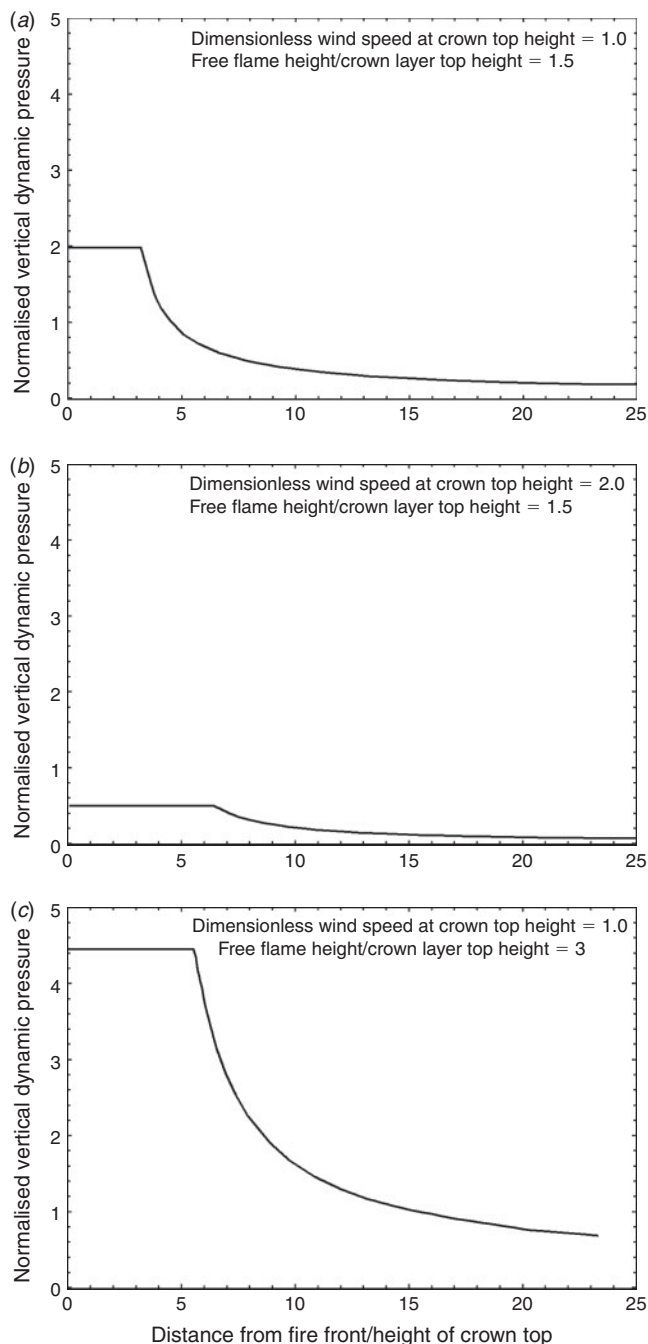 (a)
5
Dimensionless wind speed at crown top height = 1.0
Free flame height/crown layer top height = 1.5
4
3
2
1
0
Normalised vertical dynamic pressure
0 5 10 15 20 25
(b)
5
Dimensionless wind speed at crown top height = 2.0
Free flame height/crown layer top height = 1.5
4
3
2
1
0
Normalised vertical dynamic pressure
0 5 10 15 20 25
(c)
5
Dimensionless wind speed at crown top height = 1.0
Free flame height/crown layer top height = 3
4
3
2
1
0
Normalised vertical dynamic pressure
0 5 10 15 20 25
Distance from fire front/height of crown top